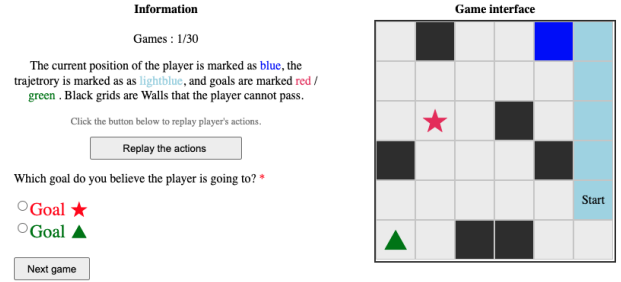 Information
Games : 1/30
The current position of the player is marked as blue, the
trajetrory is marked as as lightblue, and goals are marked red /
green . Black grids are Walls that the player cannot pass.
Click the button below to replay player's actions.
Replay the actions
Which goal do you believe the player is going to? *
Goal ★
Goal ▲
Next game
Game interface
Start